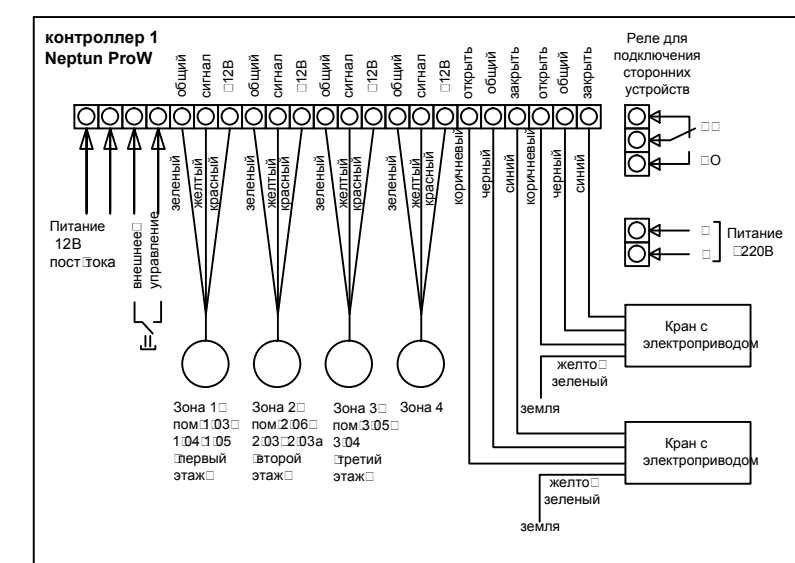 контроллер 1
Neptun ProW
общий
сигнал
□12В
общий
сигнал
□12В
общий
сигнал
□12В
общий
сигнал
□12В
открыть
общий
закрыть
открыть
общий
закрыть
Реле для
подключения
сторонних
устройств
□□
□О
зеленый
желтый
красный
зеленый
желтый
красный
зеленый
желтый
красный
зеленый
желтый
красный
коричневый
черный
синий
коричневый
черный
синий
Питание
12В
пост□тока
внешнее□
управление
□
□
Питание
□220В
Кран с
электроприводом
желто□
зеленый
земля
Зона 1□
пом□1□03□
1□04□1□05
□первый
этаж□
Зона 2□
пом□2□06□
2□03□2□03а
□второй
этаж□
Зона 3□
пом□3□05□
3□04
□третий
этаж□
Зона 4
Кран с
электроприводом
желто□
зеленый
земля